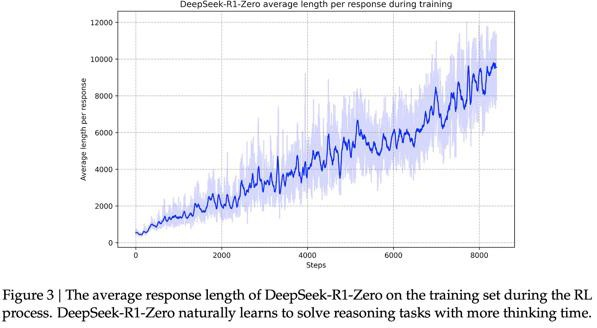 DeepSeek-R1-Zero average length per response during training
12000
10000
8000
6000
4000
2000
0
Average length per response
0
2000
4000
6000
8000
Steps
Figure 3 | The average response length of DeepSeek-R1-Zero on the training set during the RL
process. DeepSeek-R1-Zero naturally learns to solve reasoning tasks with more thinking time.